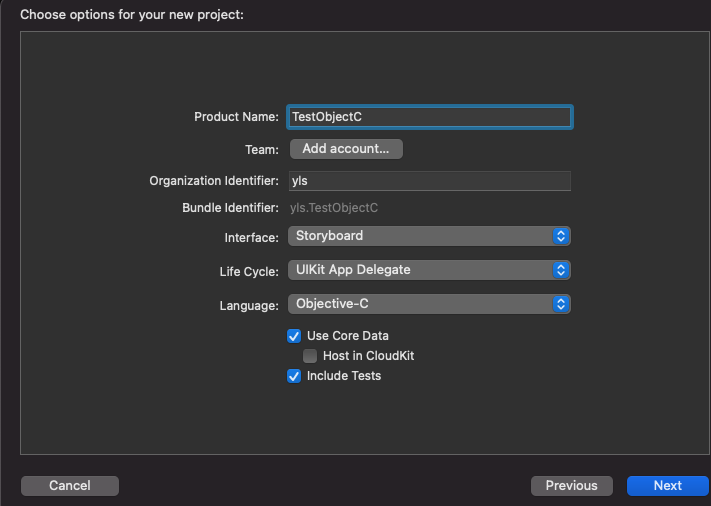 Choose options for your new project:
Product Name: TestObjectC
Team: Add account...
Organization Identifier: yls
Bundle Identifier: yls.TestObjectC
Interface: Storyboard
Life Cycle: UIKit App Delegate
Language: Objective-C
Use Core Data
Host in CloudKit
Include Tests
Cancel Previous Next